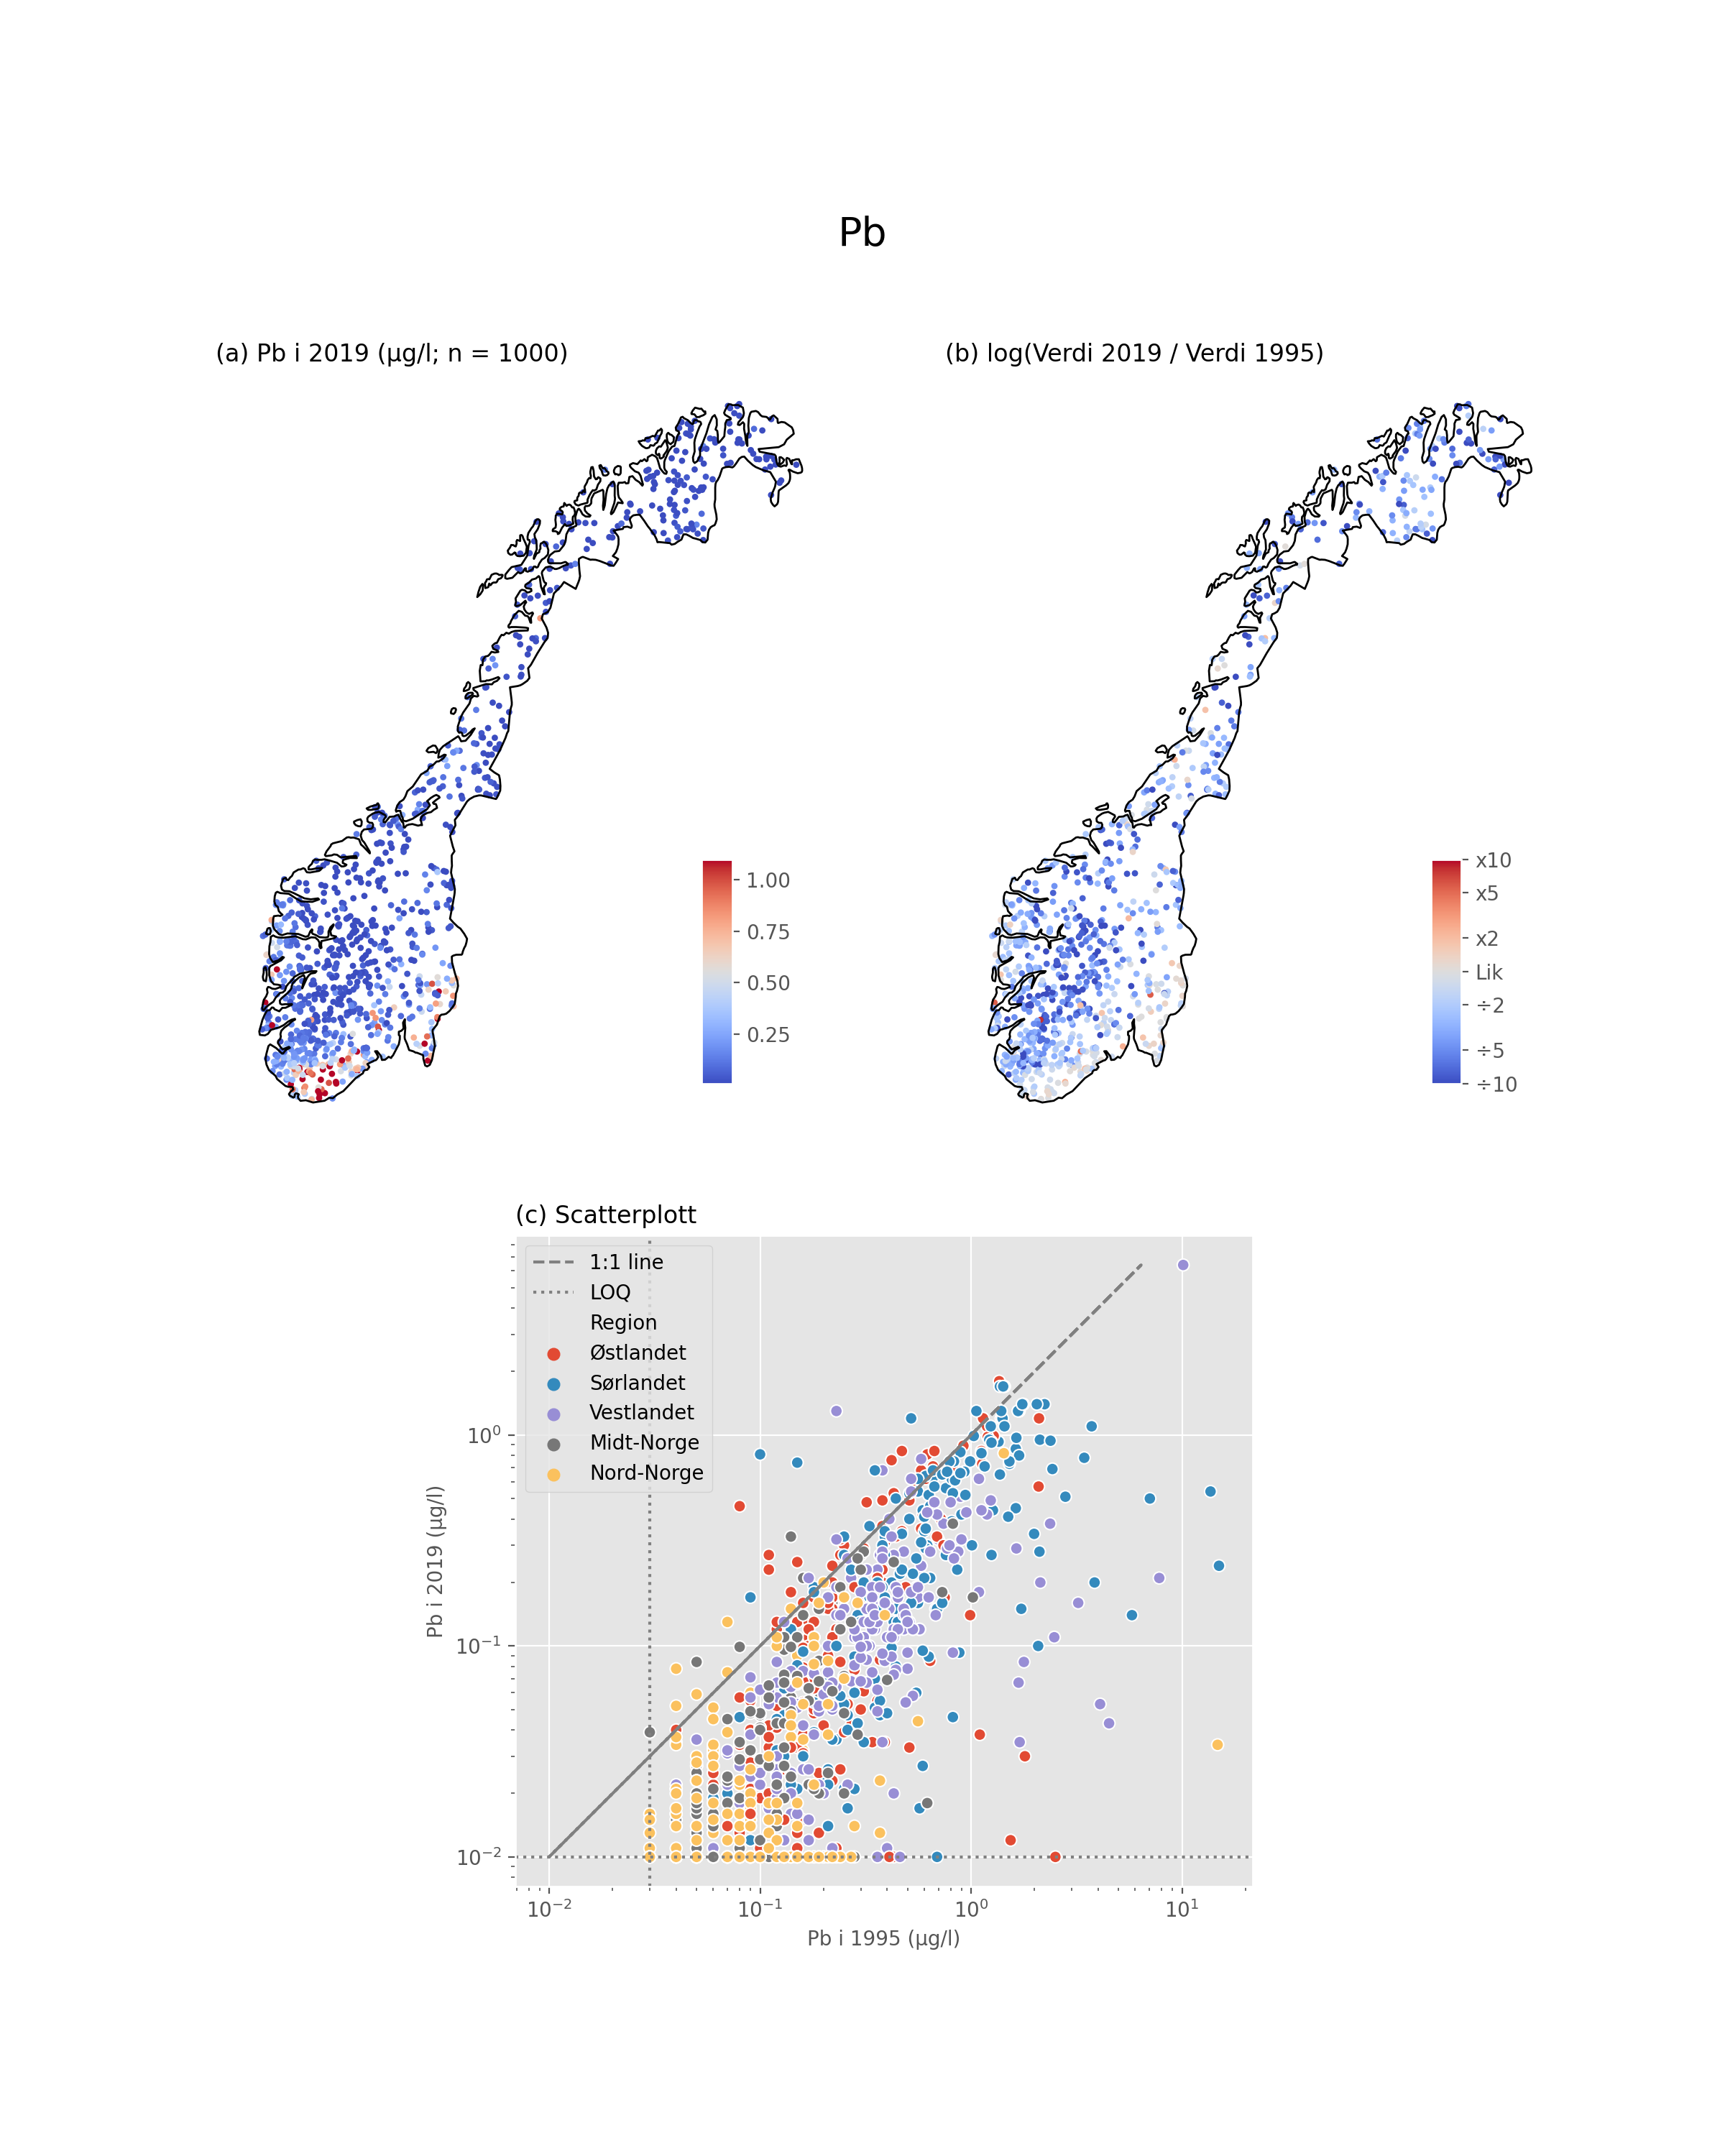 Pb
(a) Pb i 2019 (µg/l; n = 1000)
(b) log(Verdi 2019 / Verdi 1995)
1.00
0.75
0.50
0.25
x10
x5
x2
Lik
÷2
÷5
÷10
(c) Scatterplott
1:1 line
LOQ
Region
Østlandet
Sørlandet
Vestlandet
Midt-Norge
Nord-Norge
10⁰
10⁻¹
10⁻²
Pb i 2019 (µg/l)
10⁻² 10⁻¹ 10⁰ 10¹
Pb i 1995 (µg/l)